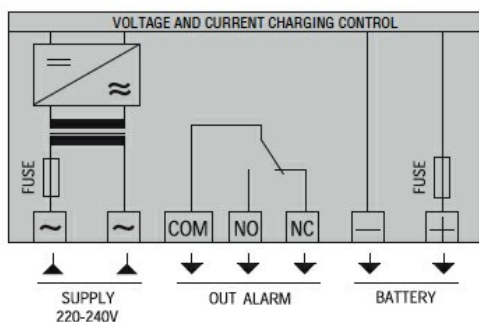 VOLTAGE AND CURRENT CHARGING CONTROL
FUSE
FUSE
~ ~ COM NO NC — +
SUPPLY OUT ALARM BATTERY
220-240V